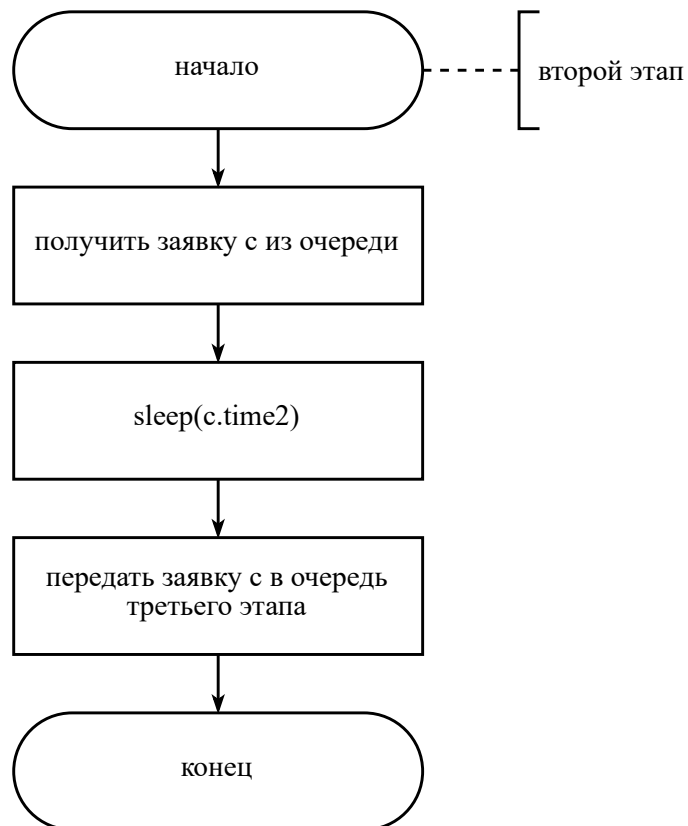 начало
второй этап
получить заявку с из очереди
sleep(c.time2)
передать заявку с в очередь
третьего этапа
конец